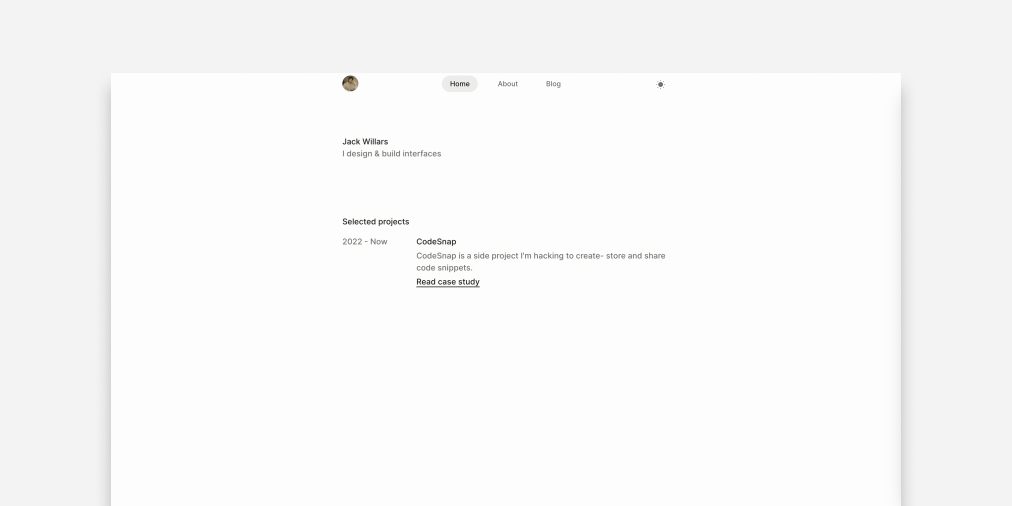 Home About Blog
Jack Willars
I design & build interfaces
Selected projects
2022 - Now CodeSnap
CodeSnap is a side project I'm hacking to create- store and share
code snippets.
Read case study